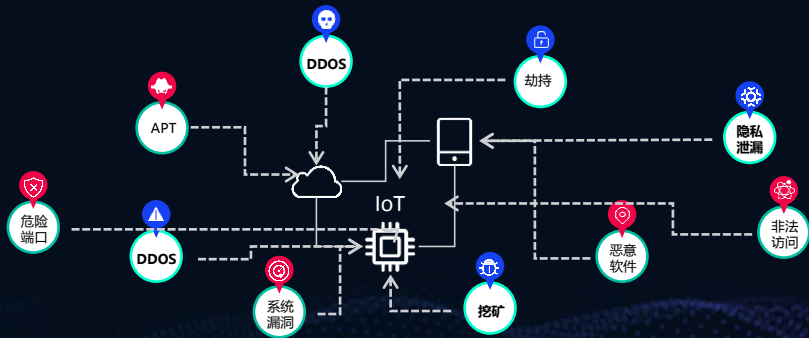 DDOS
劫持
APT
隐私
泄漏
IoT
危险
端口
DDOS
非法
访问
恶意
软件
系统
漏洞
挖矿